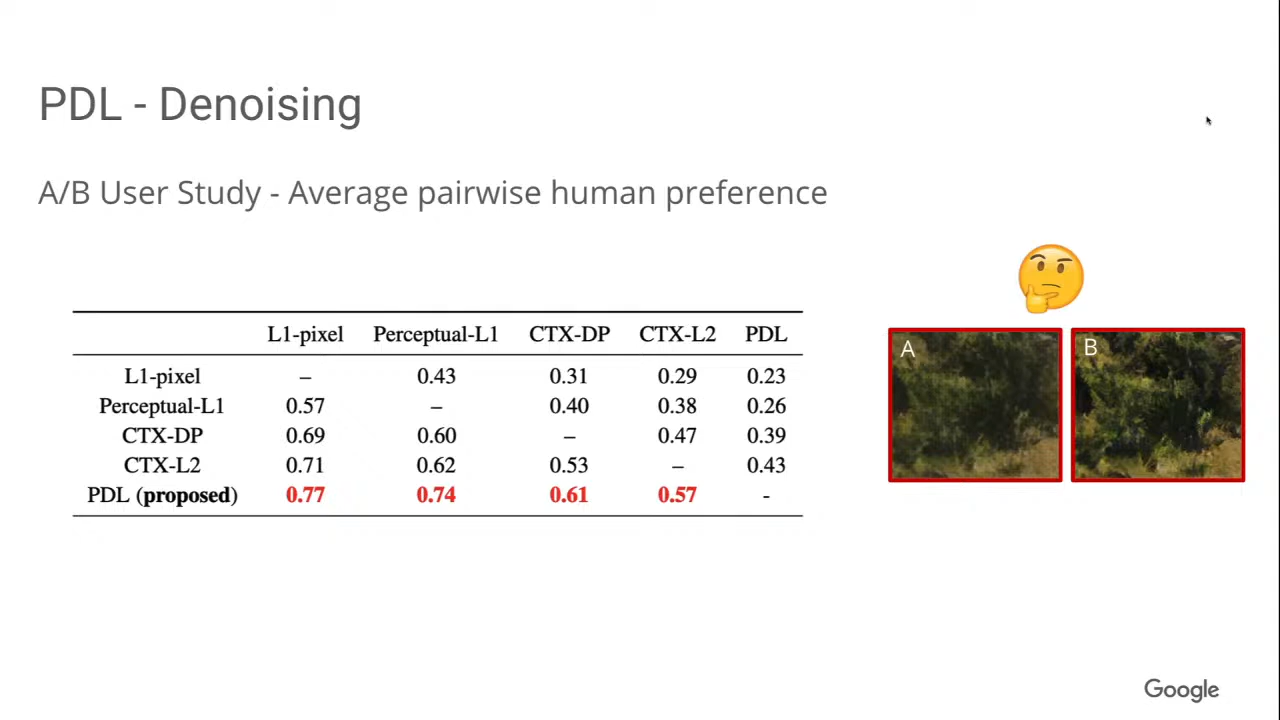 PDL - Denoising
A/B User Study - Average pairwise human preference
L1-pixel Perceptual-L1 CTX-DP CTX-L2 PDL
L1-pixel – 0.43 0.31 0.29 0.23
Perceptual-L1 0.57 – 0.40 0.38 0.26
CTX-DP 0.69 0.60 – 0.47 0.39
CTX-L2 0.71 0.62 0.53 – 0.43
PDL (proposed) 0.77 0.74 0.61 0.57 -
A B
Google